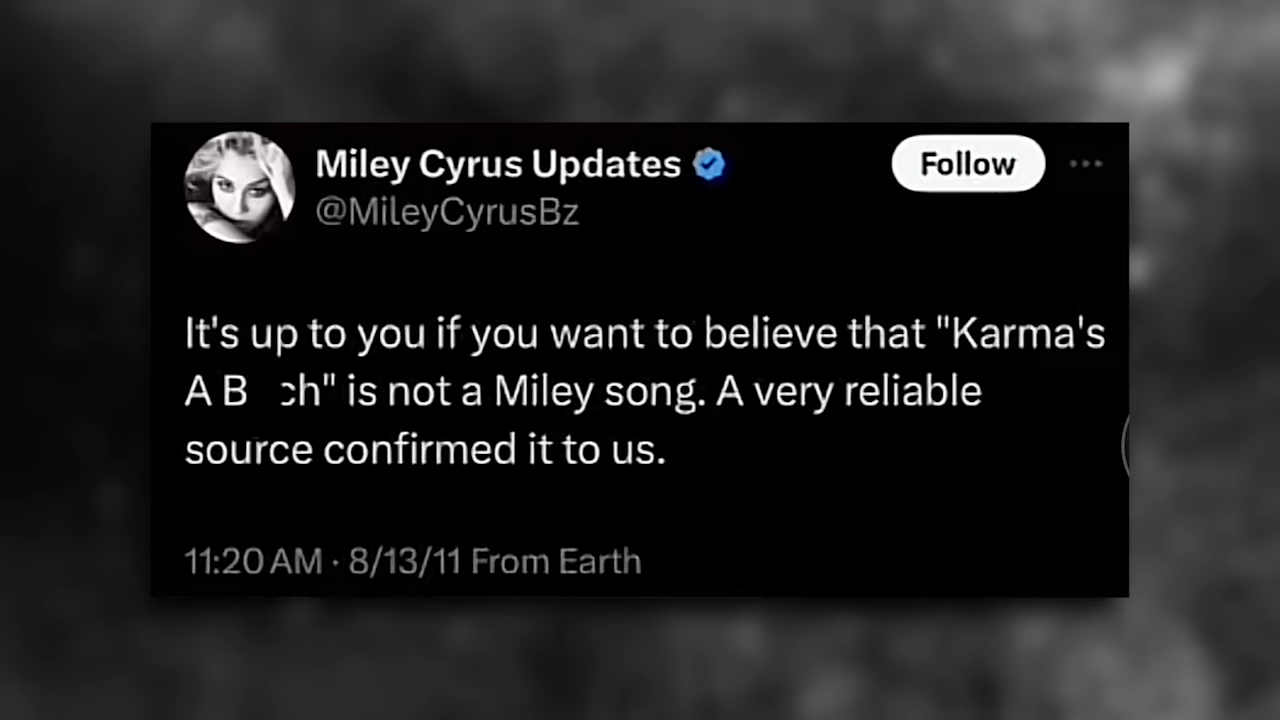 Miley Cyrus Updates
Follow
@MileyCyrusBz
It's up to you if you want to believe that "Karma's
A B ch" is not a Miley song. A very reliable
source confirmed it to us.
11:20 AM · 8/13/11 From Earth